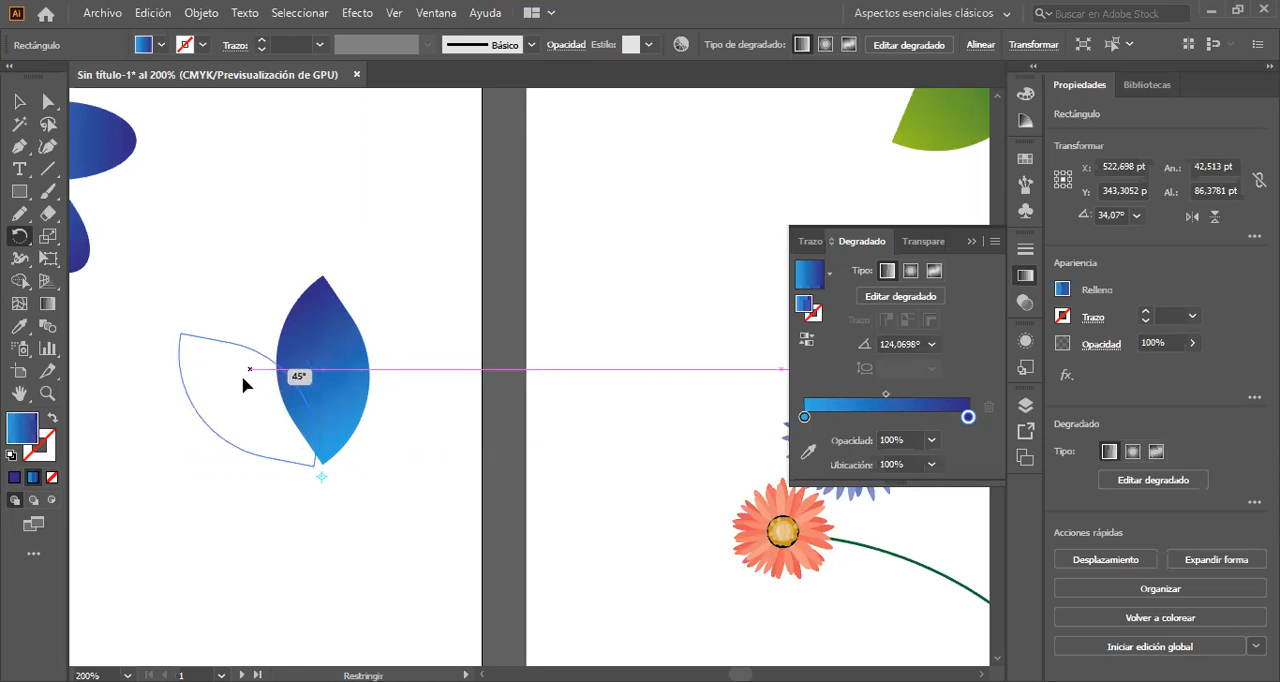 Ai Archivo Edición Objeto Texto Seleccionar Efecto Ver Ventana Ayuda Aspectos esenciales clásicos Buscar en Adobe Stock
Rectángulo Trazo: Básico Opacidad Estilo: Tipo de degradado: Editar degradado Alinear Transformar
Sin título-1* al 200% (CMYK/Previsualización de GPU) ×
Propiedades Bibliotecas
Rectángulo
Transformar
X: 522,698 pt An.: 42,513 pt
Y: 343,3052 p Al.: 86,3781 pt
34,07°
Apariencia
Relleno
Trazo
Opacidad 100%
fx.
Degradado
Tipo:
Editar degradado
Acciones rápidas
Desplazamiento Expandir forma
Organizar
Volver a colorear
Iniciar edición global
Trazo Degradado Transpare
Tipo:
Editar degradado
Trazo
124,0698°
Opacidad: 100%
Ubicación: 100%
45°
200% 1 Restringir